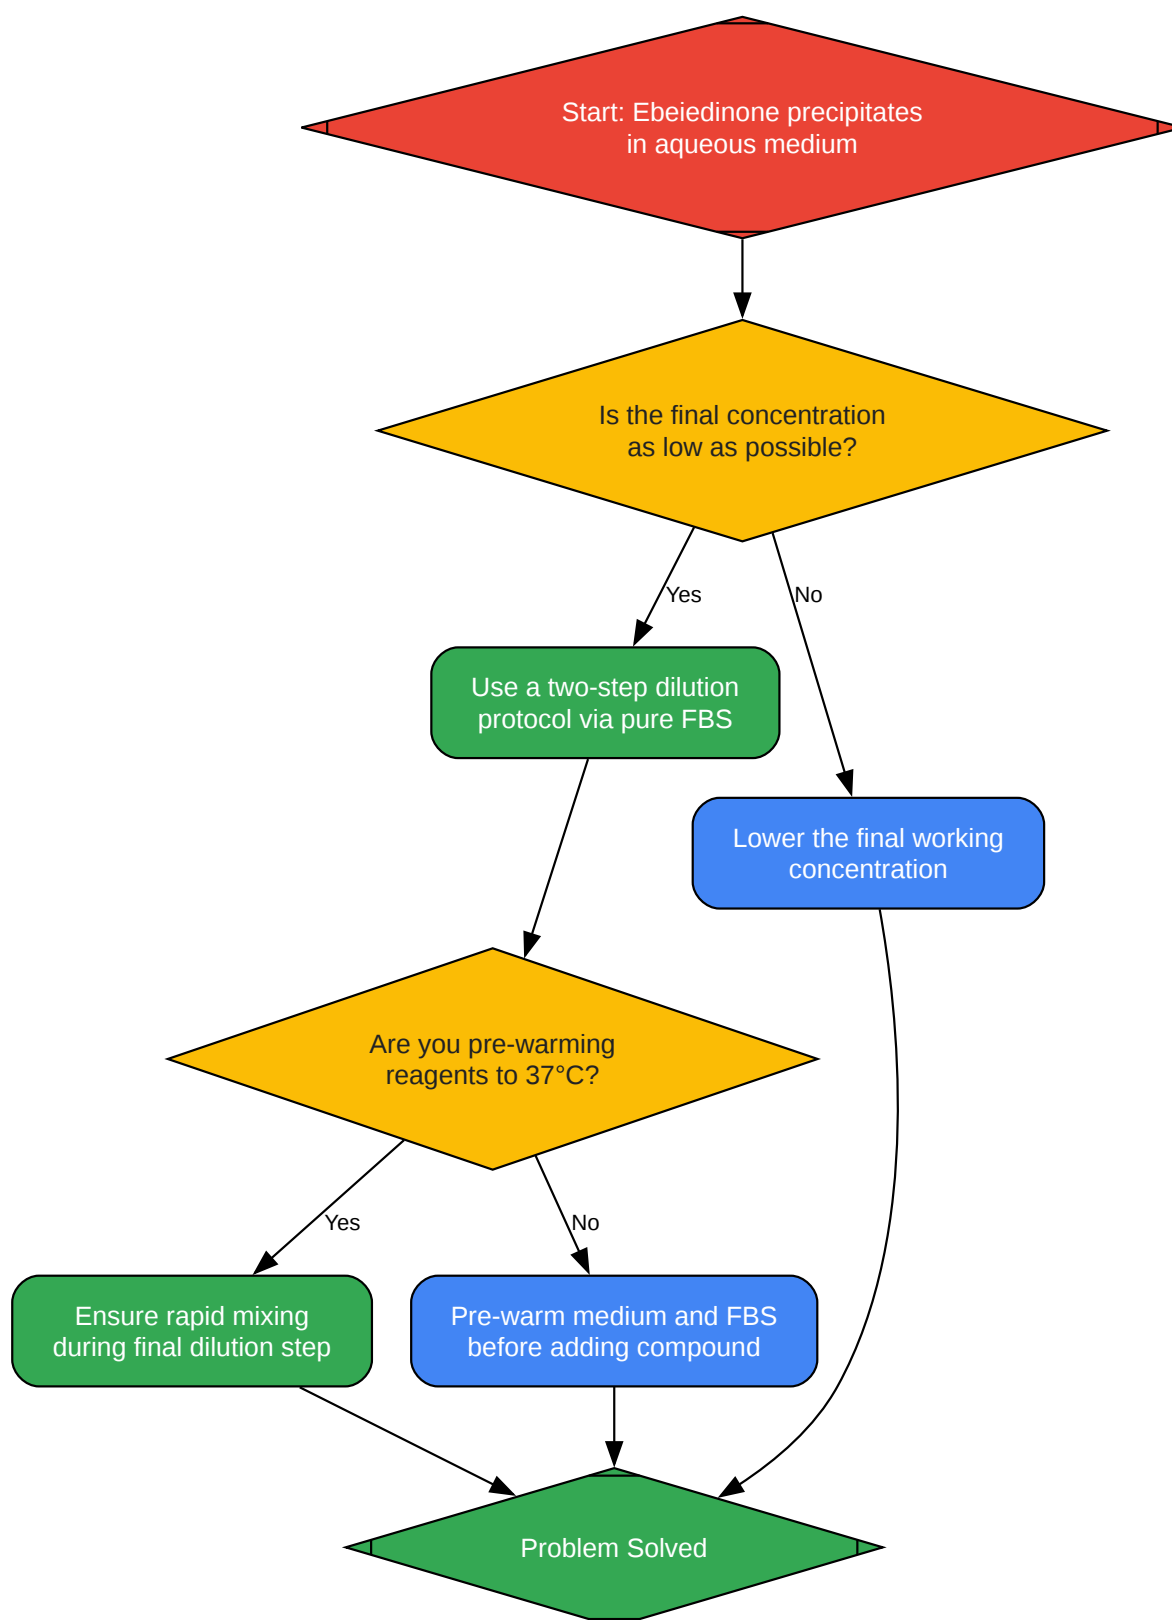 Start: Ebeiedinone precipitates
in aqueous medium
Is the final concentration
as low as possible?
Yes
No
Use a two-step dilution
protocol via pure FBS
Lower the final working
concentration
Are you pre-warming
reagents to 37°C?
Yes
No
Ensure rapid mixing
during final dilution step
Pre-warm medium and FBS
before adding compound
Problem Solved